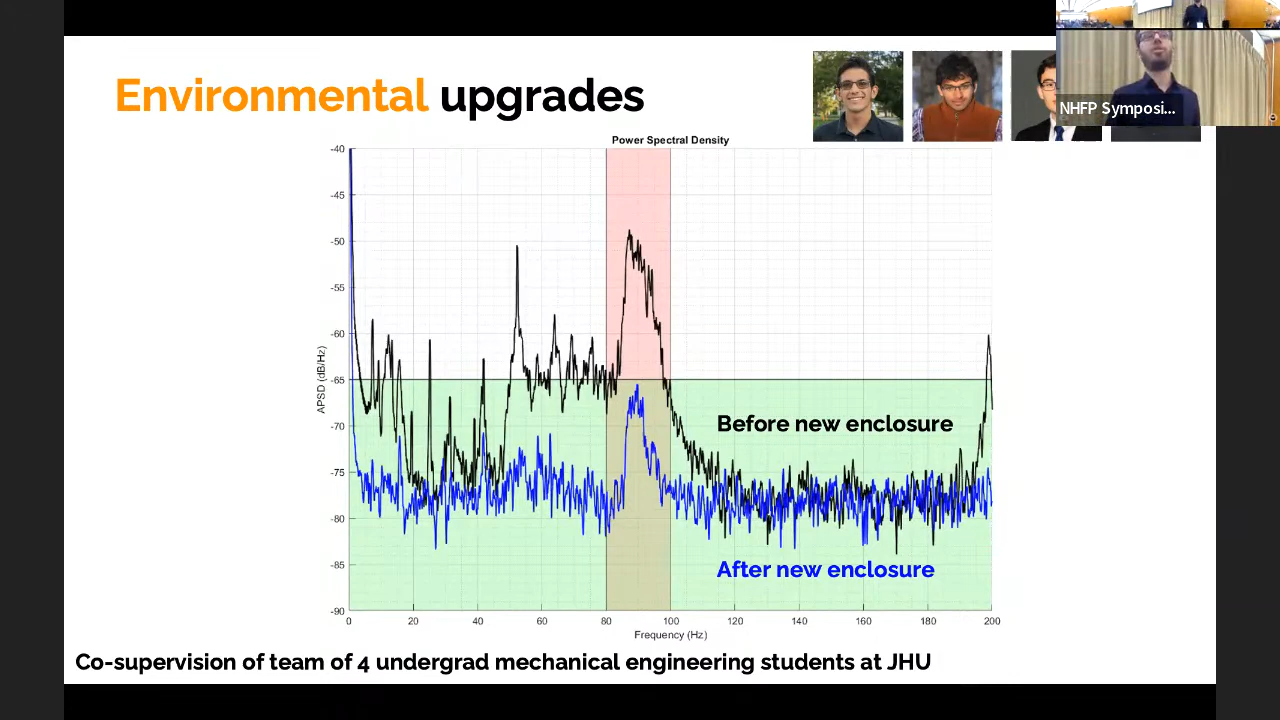 Environmental upgrades
NHFP Symposi...
Power Spectral Density
-40
-45
-50
-55
-60
-65
-70
-75
-80
-85
-90
APSD (dB/Hz)
Before new enclosure
After new enclosure
0 20 40 60 80 100 120 140 160 180 200
Frequency (Hz)
Co-supervision of team of 4 undergrad mechanical engineering students at JHU